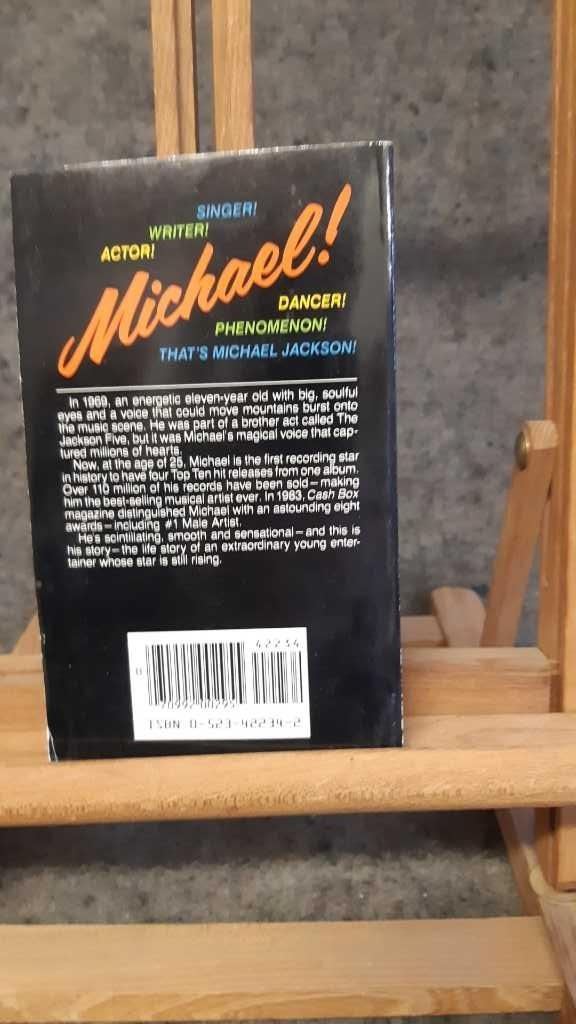 SINGER!
WRITER!
ACTOR!
Michael!
DANCER!
PHENOMENON!
THAT'S MICHAEL JACKSON!
In 1969, an energetic eleven-year old with big, soulful
eyes and a voice that could move mountains burst onto
the music scene. He was part of a brother act called The
Jackson Five, but it was Michael's magical voice that cap-
tured millions of hearts.
Now, at the age of 25, Michael is the first recording star
in history to have four Top Ten hit releases from one album.
Over 110 million of his records have been sold—making
him the best-selling musical artist ever. In 1983, Cash Box
magazine distinguished Michael with an astounding eight
awards—including #1 Male Artist.
He's scintillating, smooth and sensational—and this is
his story—the life story of an extraordinary young enter-
tainer whose star is still rising.
42234
0
ISBN 0-523-42234-2